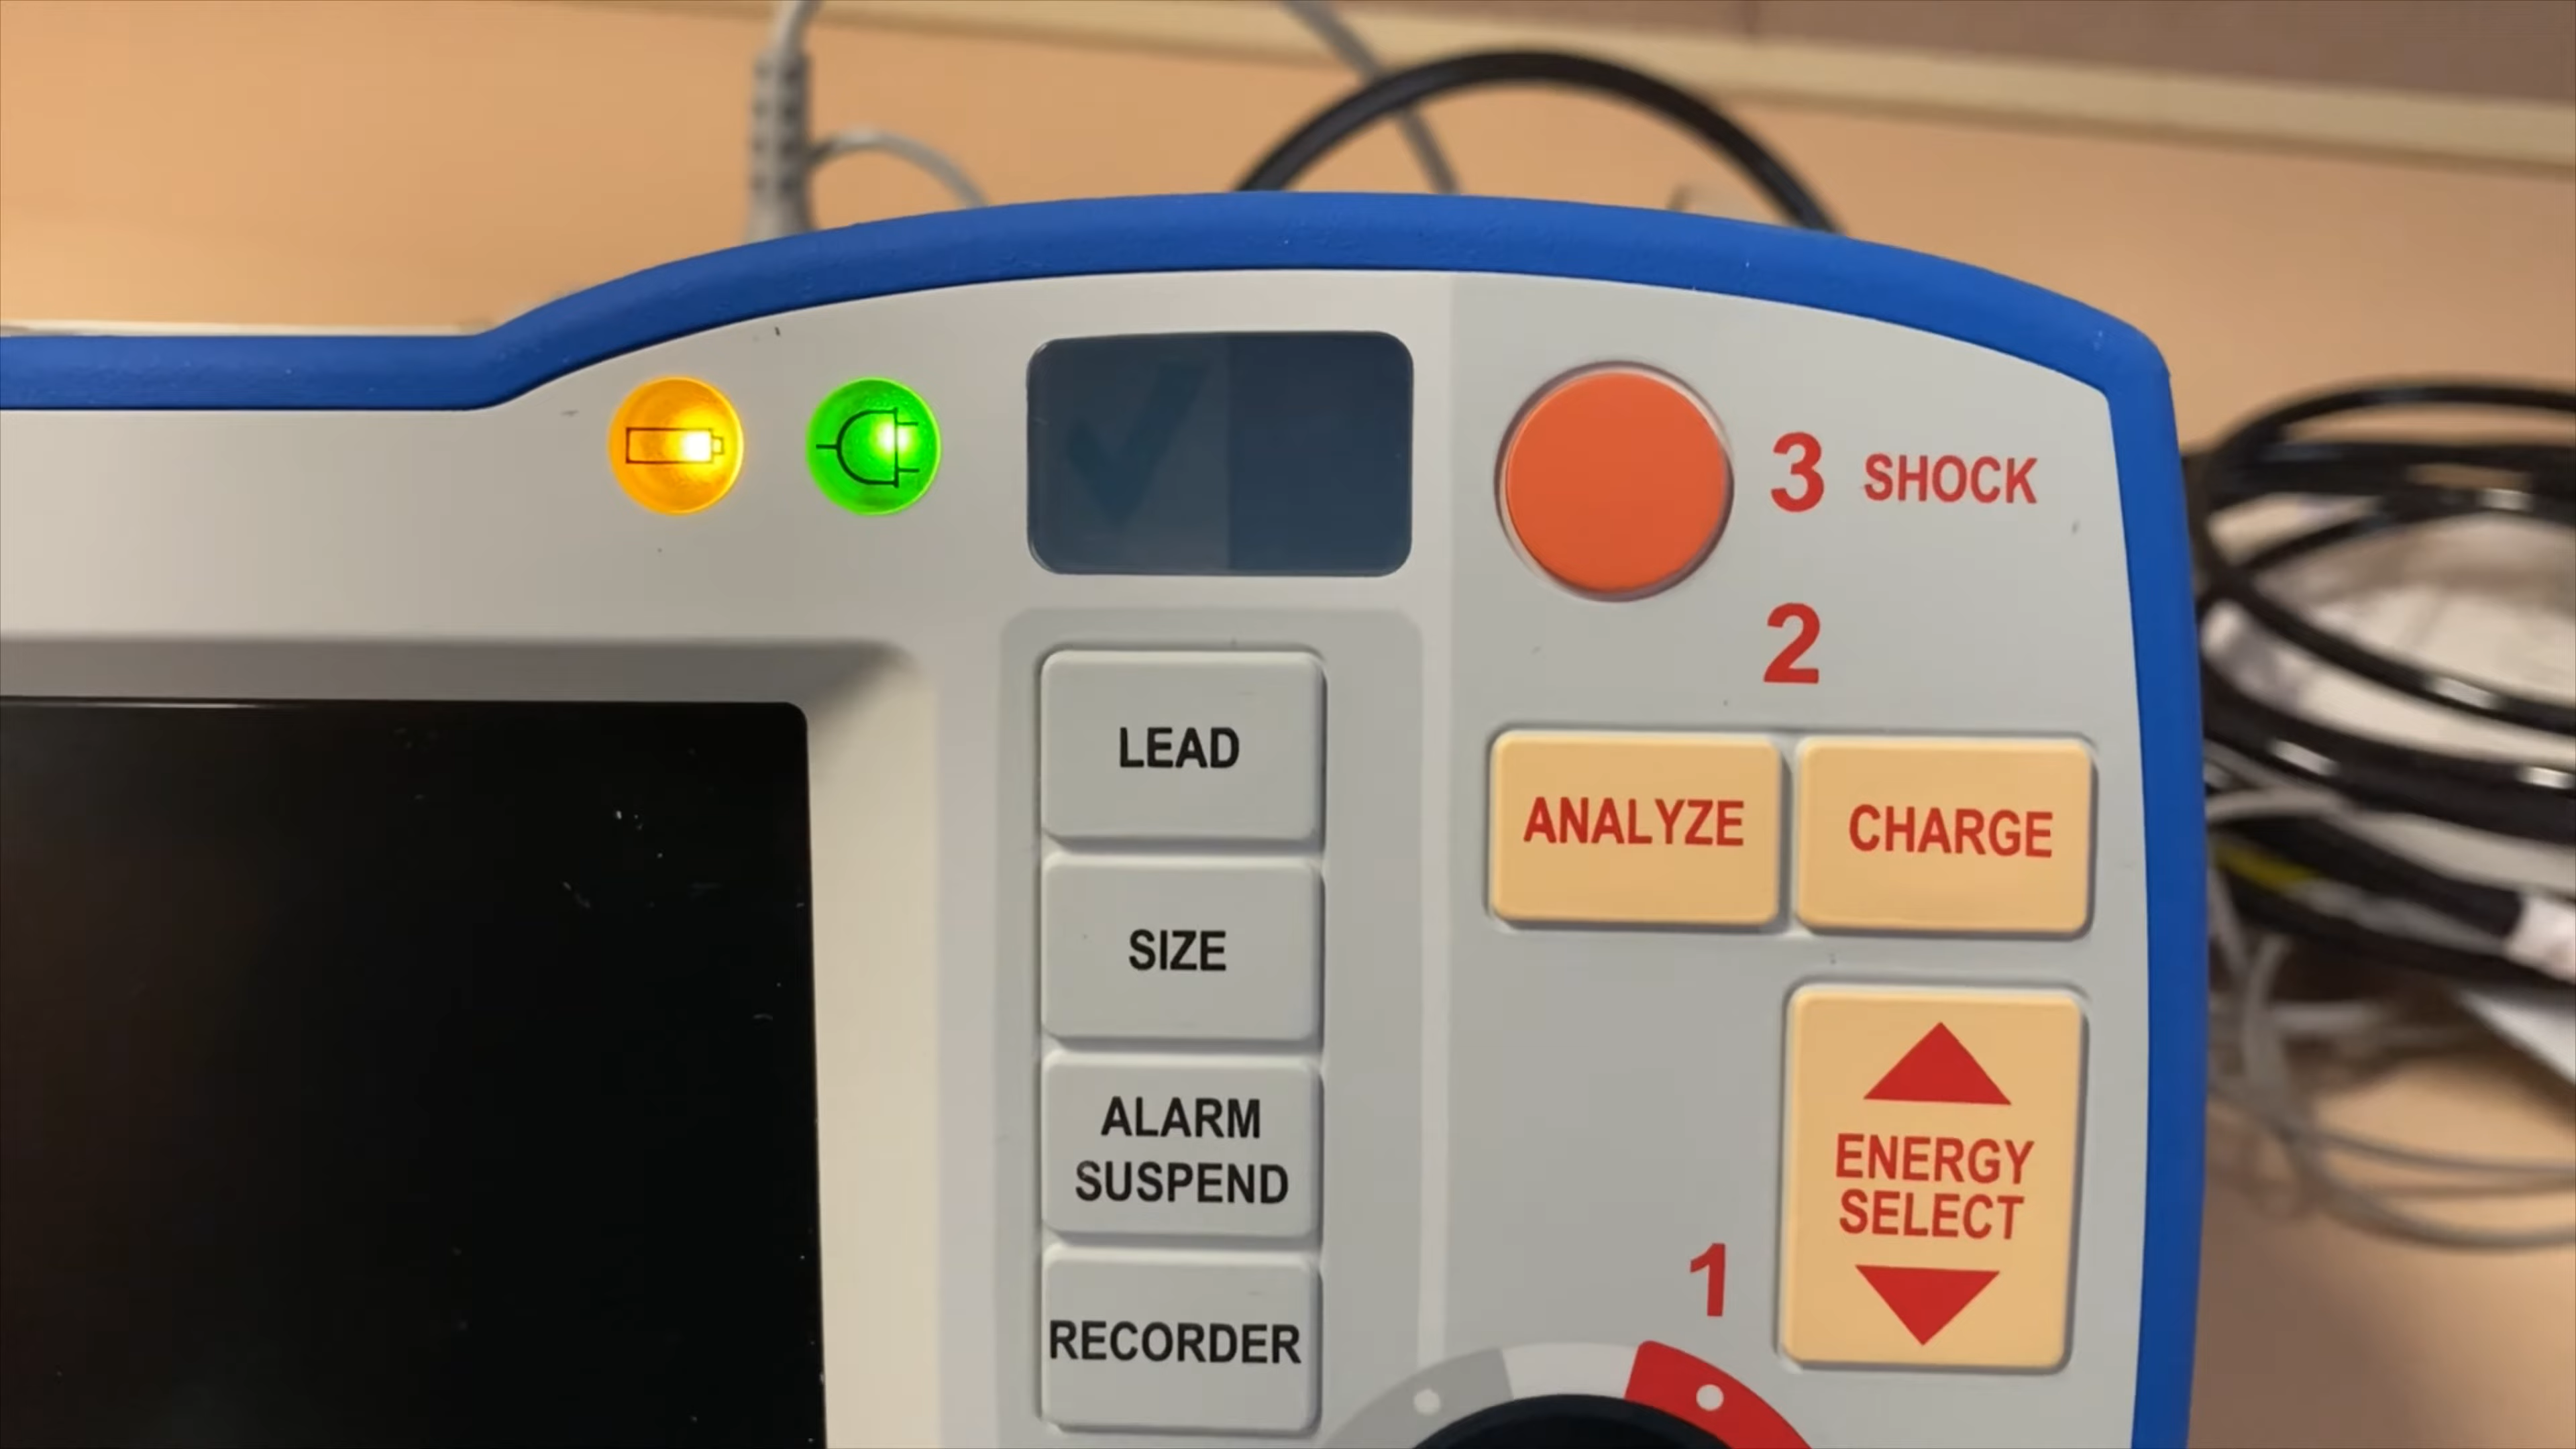 3 SHOCK
2
LEAD
ANALYZE
CHARGE
SIZE
ALARM
SUSPEND
ENERGY
SELECT
1
RECORDER